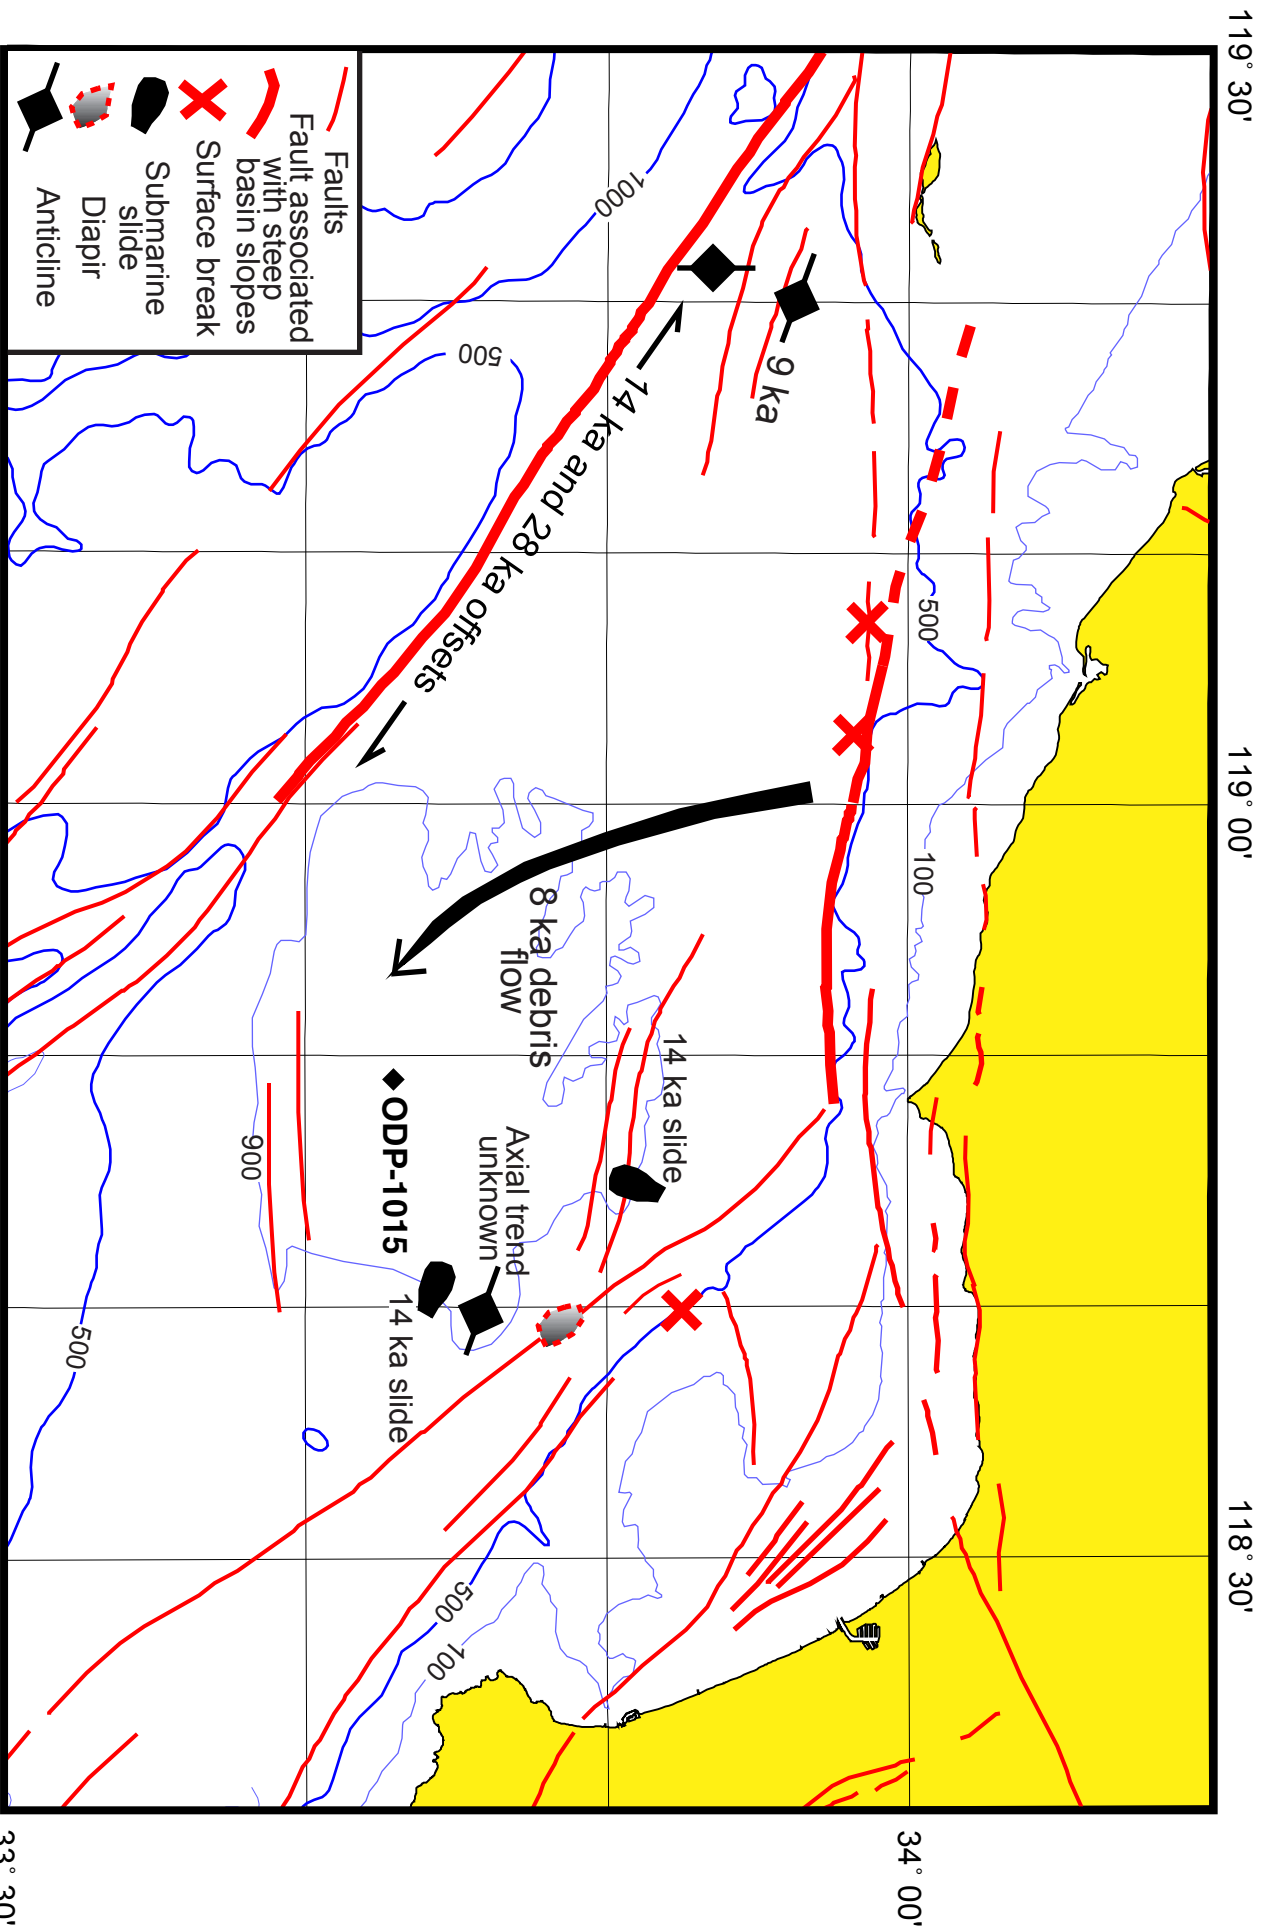 119° 30'
119° 00'
118° 30'
34° 00'
33° 30'
100
500
9 ka
1000
14 ka and 28 ka offsets
500
8 ka debris
flow
14 ka slide
Axial trend
unknown
ODP-1015
14 ka slide
900
500
500
100
Faults
Fault associated
with steep
basin slopes
Surface break
Submarine
slide
Diapir
Anticline